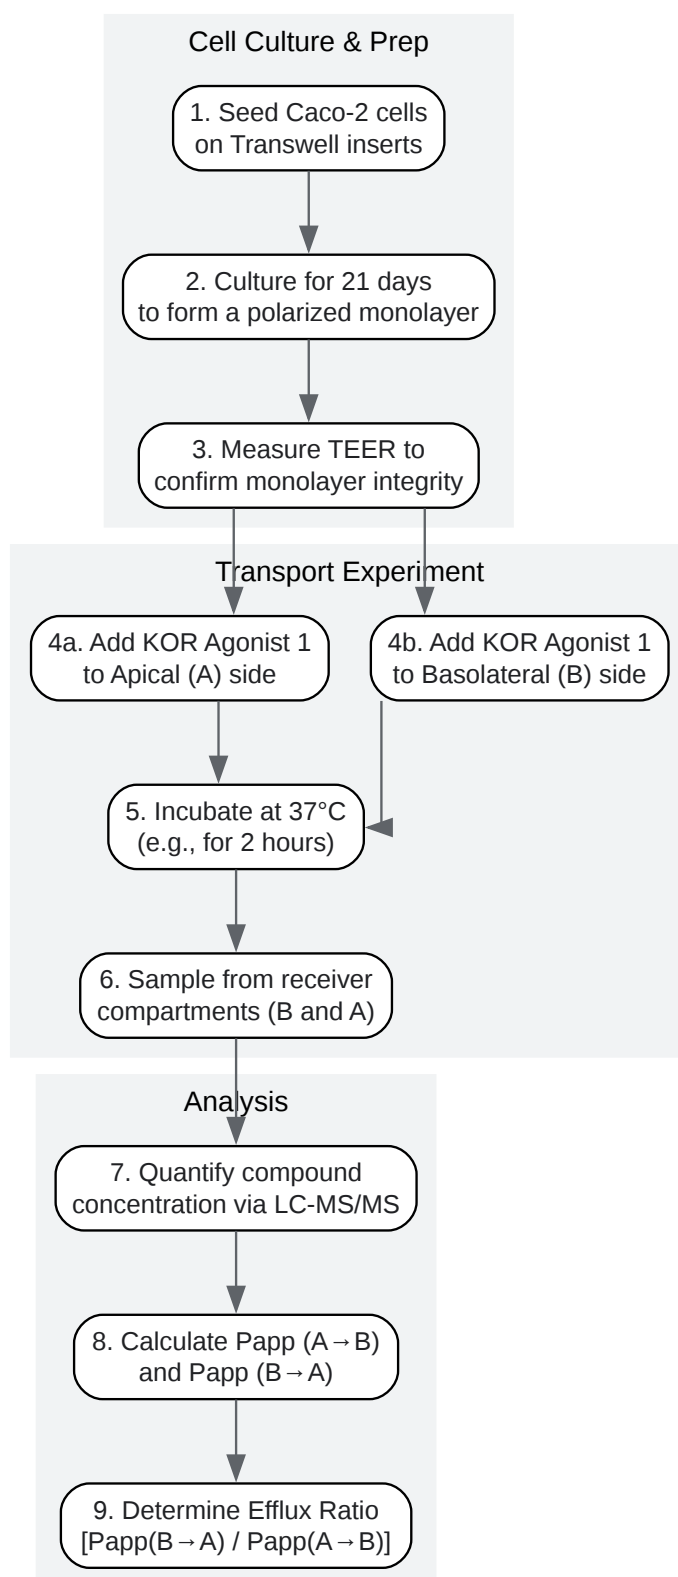 Cell Culture & Prep
1. Seed Caco-2 cells
on Transwell inserts
2. Culture for 21 days
to form a polarized monolayer
3. Measure TEER to
confirm monolayer integrity
Transport Experiment
4a. Add KOR Agonist 1
to Apical (A) side
4b. Add KOR Agonist 1
to Basolateral (B) side
5. Incubate at 37°C
(e.g., for 2 hours)
6. Sample from receiver
compartments (B and A)
Analysis
7. Quantify compound
concentration via LC-MS/MS
8. Calculate Papp (A→B)
and Papp (B→A)
9. Determine Efflux Ratio
[Papp(B→A) / Papp(A→B)]